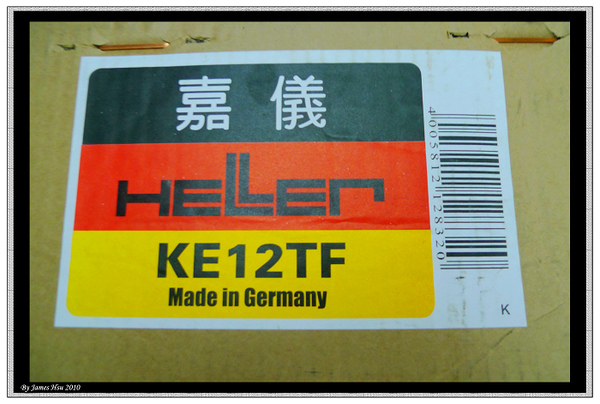 嘉儀
HELLER
KE12TF
Made in Germany
4005812128320
K
By James Hsu 2010